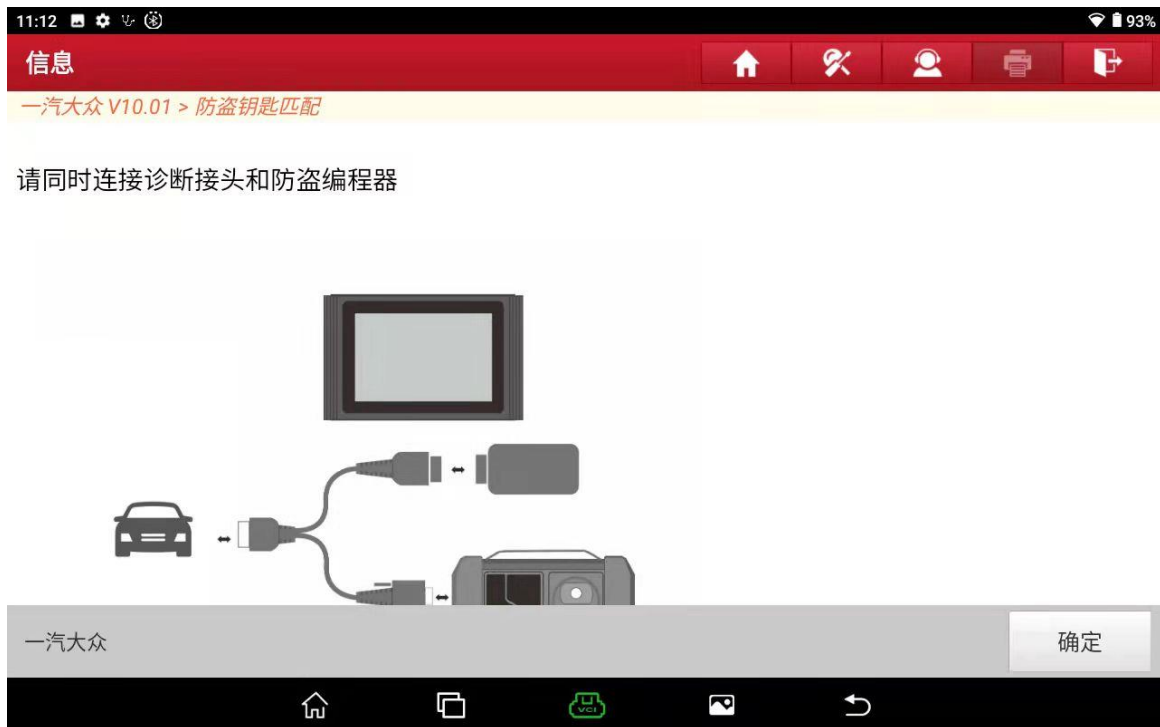 11:12
93%
信息
一汽大众 V10.01 > 防盗钥匙匹配
请同时连接诊断接头和防盗编程器
一汽大众
确定
VCI